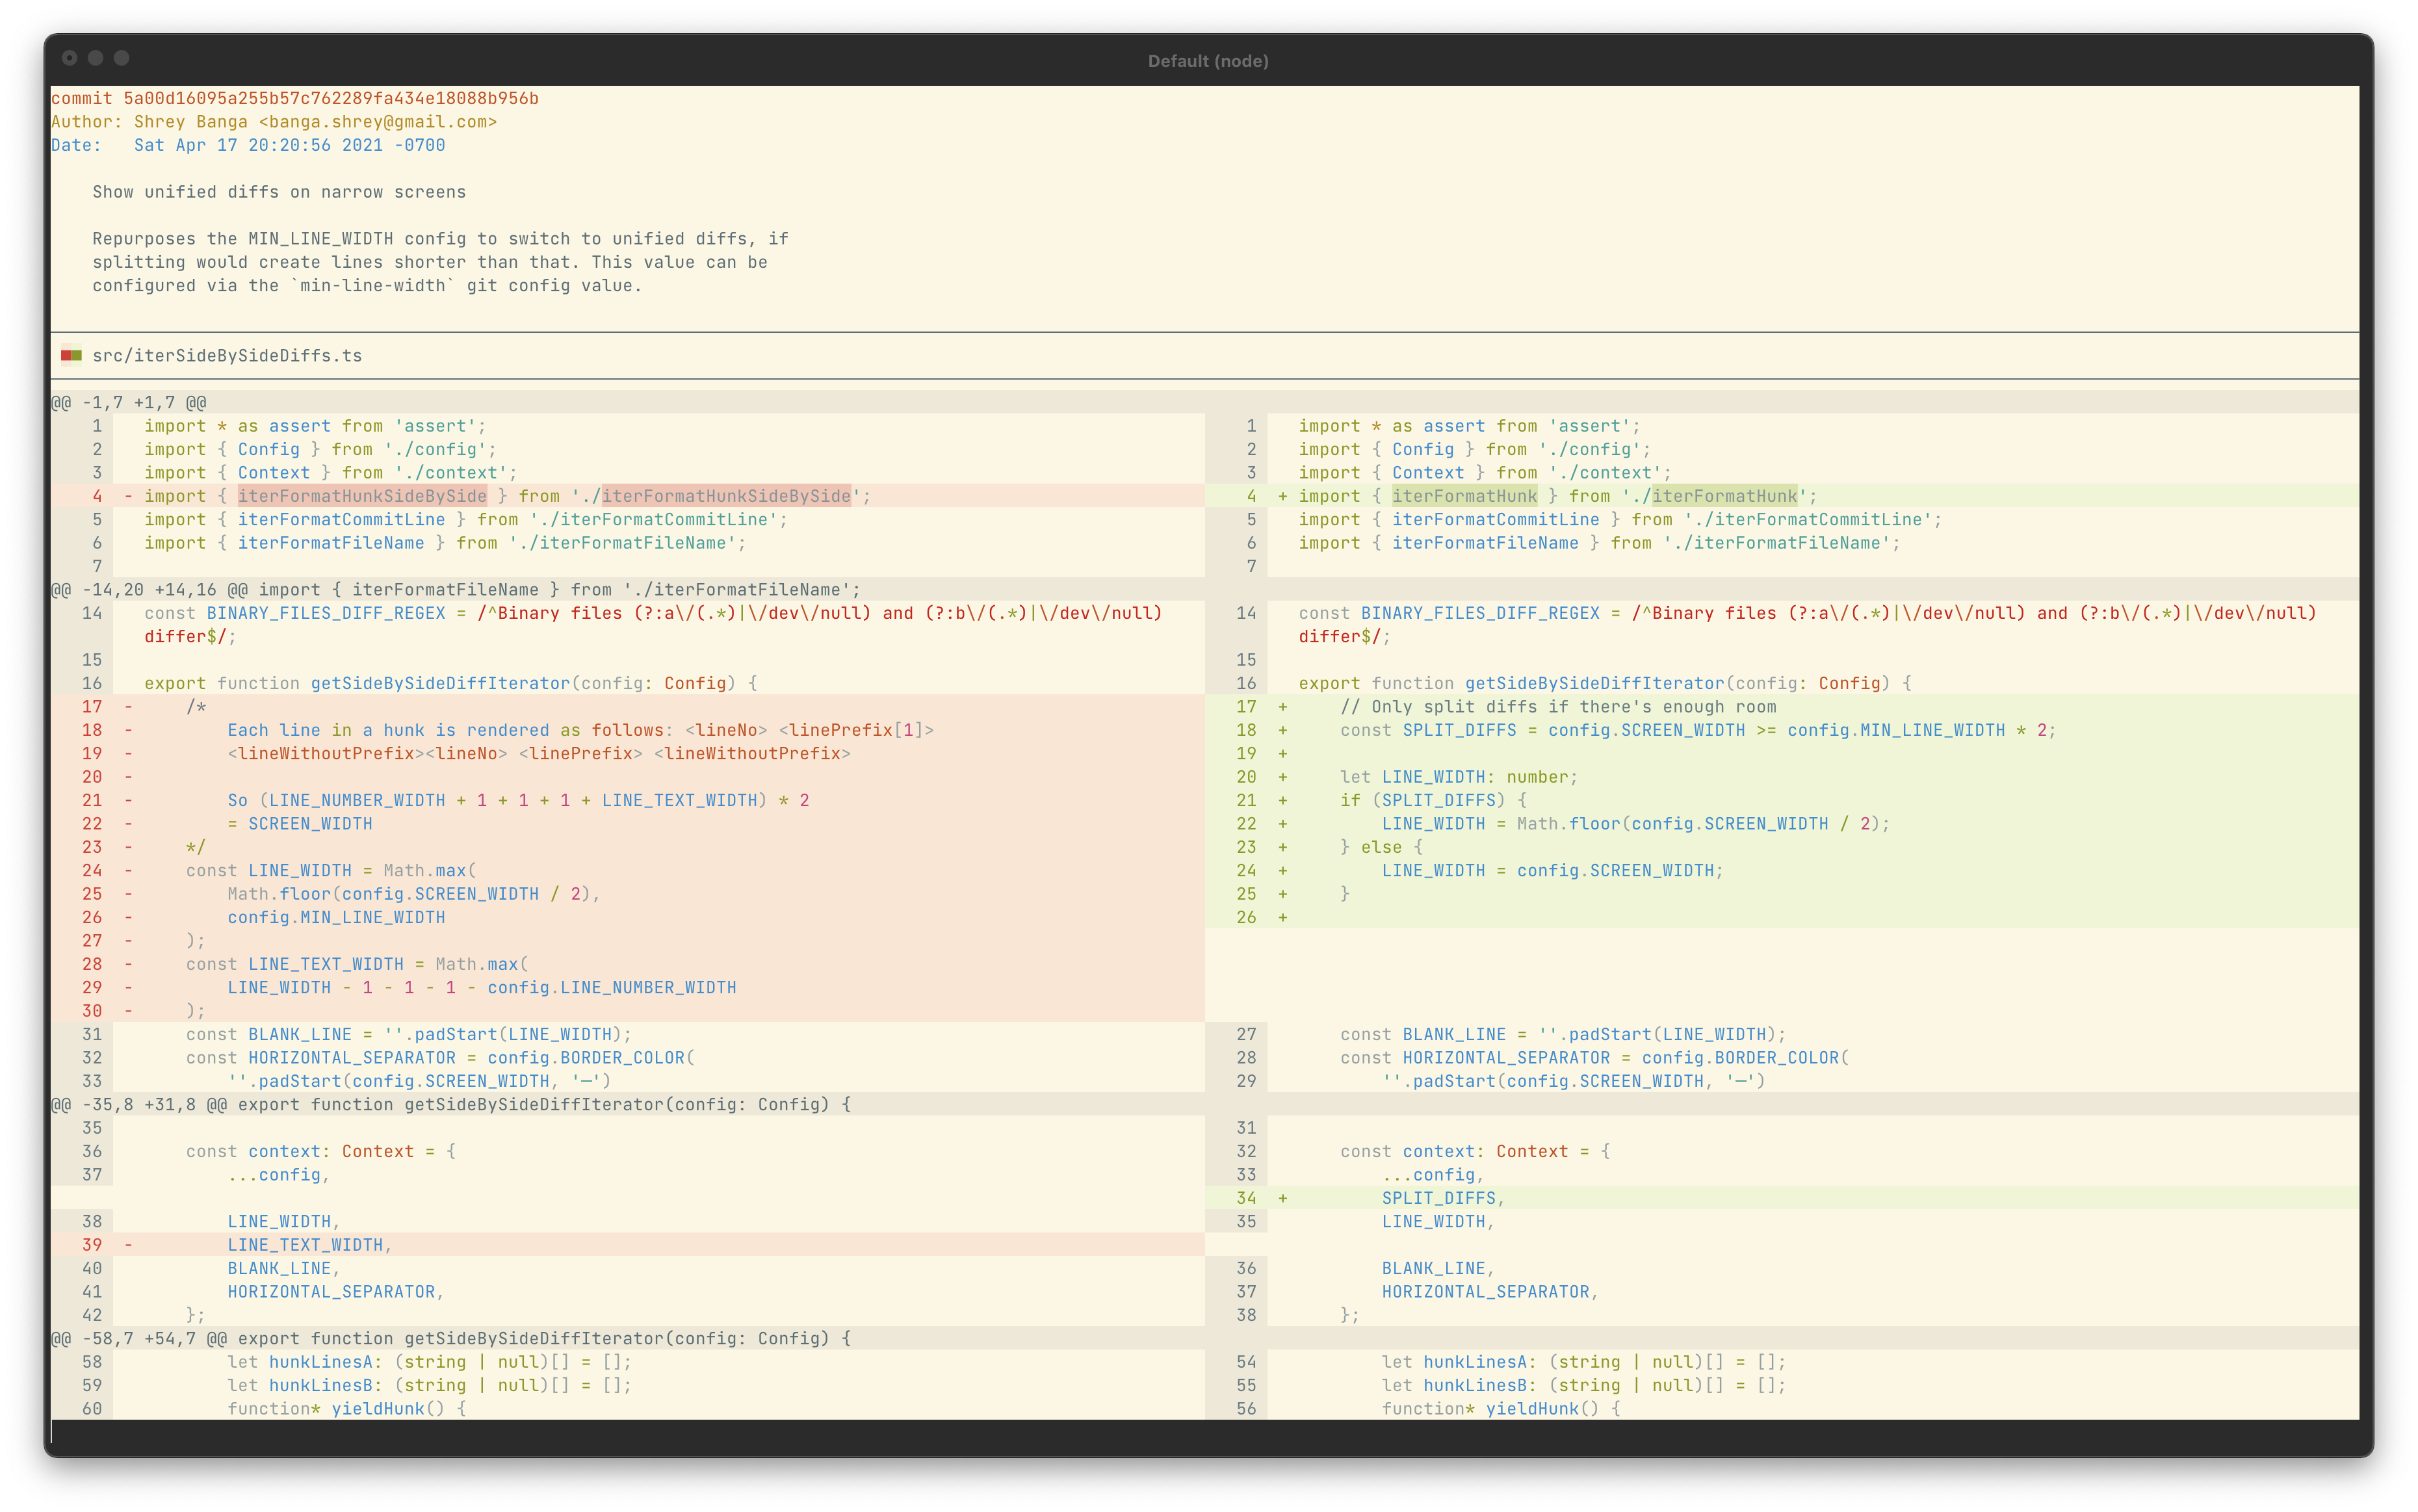 Default (node)
commit 5a00d16095a255b57c762289fa434e18088b956b
Author: Shrey Banga <banga.shrey@gmail.com>
Date:   Sat Apr 17 20:20:56 2021 -0700
    Show unified diffs on narrow screens
    Repurposes the MIN_LINE_WIDTH config to switch to unified diffs, if
    splitting would create lines shorter than that. This value can be
    configured via the `min-line-width` git config value.
src/iterSideBySideDiffs.ts
@@ -1,7 +1,7 @@
1   import * as assert from 'assert';   1   import * as assert from 'assert';
2   import { Config } from './config';   2   import { Config } from './config';
3   import { Context } from './context';   3   import { Context } from './context';
4 - import { iterFormatHunkSideBySide } from './iterFormatHunkSideBySide';   4 + import { iterFormatHunk } from './iterFormatHunk';
5   import { iterFormatCommitLine } from './iterFormatCommitLine';   5   import { iterFormatCommitLine } from './iterFormatCommitLine';
6   import { iterFormatFileName } from './iterFormatFileName';   6   import { iterFormatFileName } from './iterFormatFileName';
7   7
@@ -14,20 +14,16 @@ import { iterFormatFileName } from './iterFormatFileName';
14   const BINARY_FILES_DIFF_REGEX = /^Binary files (?:a\/(.*)|\/dev\/null) and (?:b\/(.*)|\/dev\/null)   14   const BINARY_FILES_DIFF_REGEX = /^Binary files (?:a\/(.*)|\/dev\/null) and (?:b\/(.*)|\/dev\/null)
differ$/;   differ$/;
15   15
16   export function getSideBySideDiffIterator(config: Config) {   16   export function getSideBySideDiffIterator(config: Config) {
17 -     /*   17 +     // Only split diffs if there's enough room
18 -         Each line in a hunk is rendered as follows: <lineNo> <linePrefix[1]>   18 +     const SPLIT_DIFFS = config.SCREEN_WIDTH >= config.MIN_LINE_WIDTH * 2;
19 -         <lineWithoutPrefix><lineNo> <linePrefix> <lineWithoutPrefix>   19 +
20 -   20 +     let LINE_WIDTH: number;
21 -         So (LINE_NUMBER_WIDTH + 1 + 1 + 1 + LINE_TEXT_WIDTH) * 2   21 +     if (SPLIT_DIFFS) {
22 -         = SCREEN_WIDTH   22 +         LINE_WIDTH = Math.floor(config.SCREEN_WIDTH / 2);
23 -     */   23 +     } else {
24 -     const LINE_WIDTH = Math.max(   24 +         LINE_WIDTH = config.SCREEN_WIDTH;
25 -         Math.floor(config.SCREEN_WIDTH / 2),   25 +     }
26 -         config.MIN_LINE_WIDTH   26 +
27 -     );
28 -     const LINE_TEXT_WIDTH = Math.max(
29 -         LINE_WIDTH - 1 - 1 - 1 - config.LINE_NUMBER_WIDTH
30 -     );
31       const BLANK_LINE = ''.padStart(LINE_WIDTH);   27       const BLANK_LINE = ''.padStart(LINE_WIDTH);
32       const HORIZONTAL_SEPARATOR = config.BORDER_COLOR(   28       const HORIZONTAL_SEPARATOR = config.BORDER_COLOR(
33           ''.padStart(config.SCREEN_WIDTH, '─')   29           ''.padStart(config.SCREEN_WIDTH, '─')
@@ -35,8 +31,8 @@ export function getSideBySideDiffIterator(config: Config) {
35   31
36       const context: Context = {   32       const context: Context = {
37           ...config,   33           ...config,
34 +         SPLIT_DIFFS,
38           LINE_WIDTH,   35           LINE_WIDTH,
39 -         LINE_TEXT_WIDTH,
40           BLANK_LINE,   36           BLANK_LINE,
41           HORIZONTAL_SEPARATOR,   37           HORIZONTAL_SEPARATOR,
42       };   38       };
@@ -58,7 +54,7 @@ export function getSideBySideDiffIterator(config: Config) {
58           let hunkLinesA: (string | null)[] = [];   54           let hunkLinesA: (string | null)[] = [];
59           let hunkLinesB: (string | null)[] = [];   55           let hunkLinesB: (string | null)[] = [];
60           function* yieldHunk() {   56           function* yieldHunk() {